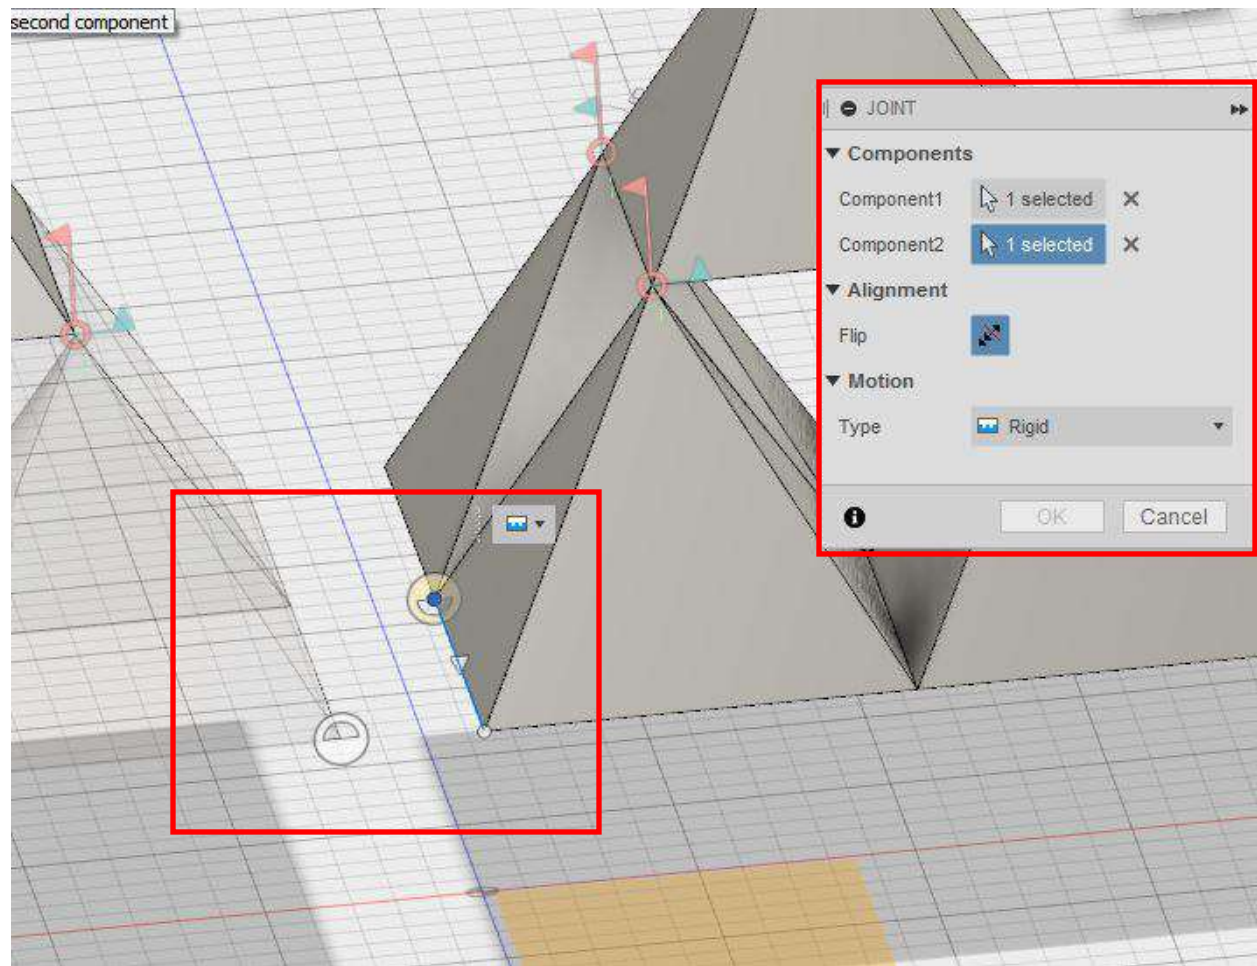 second component
JOINT
Components
Component1 1 selected
Component2 1 selected
Alignment
Flip
Motion
Type Rigid
OK Cancel